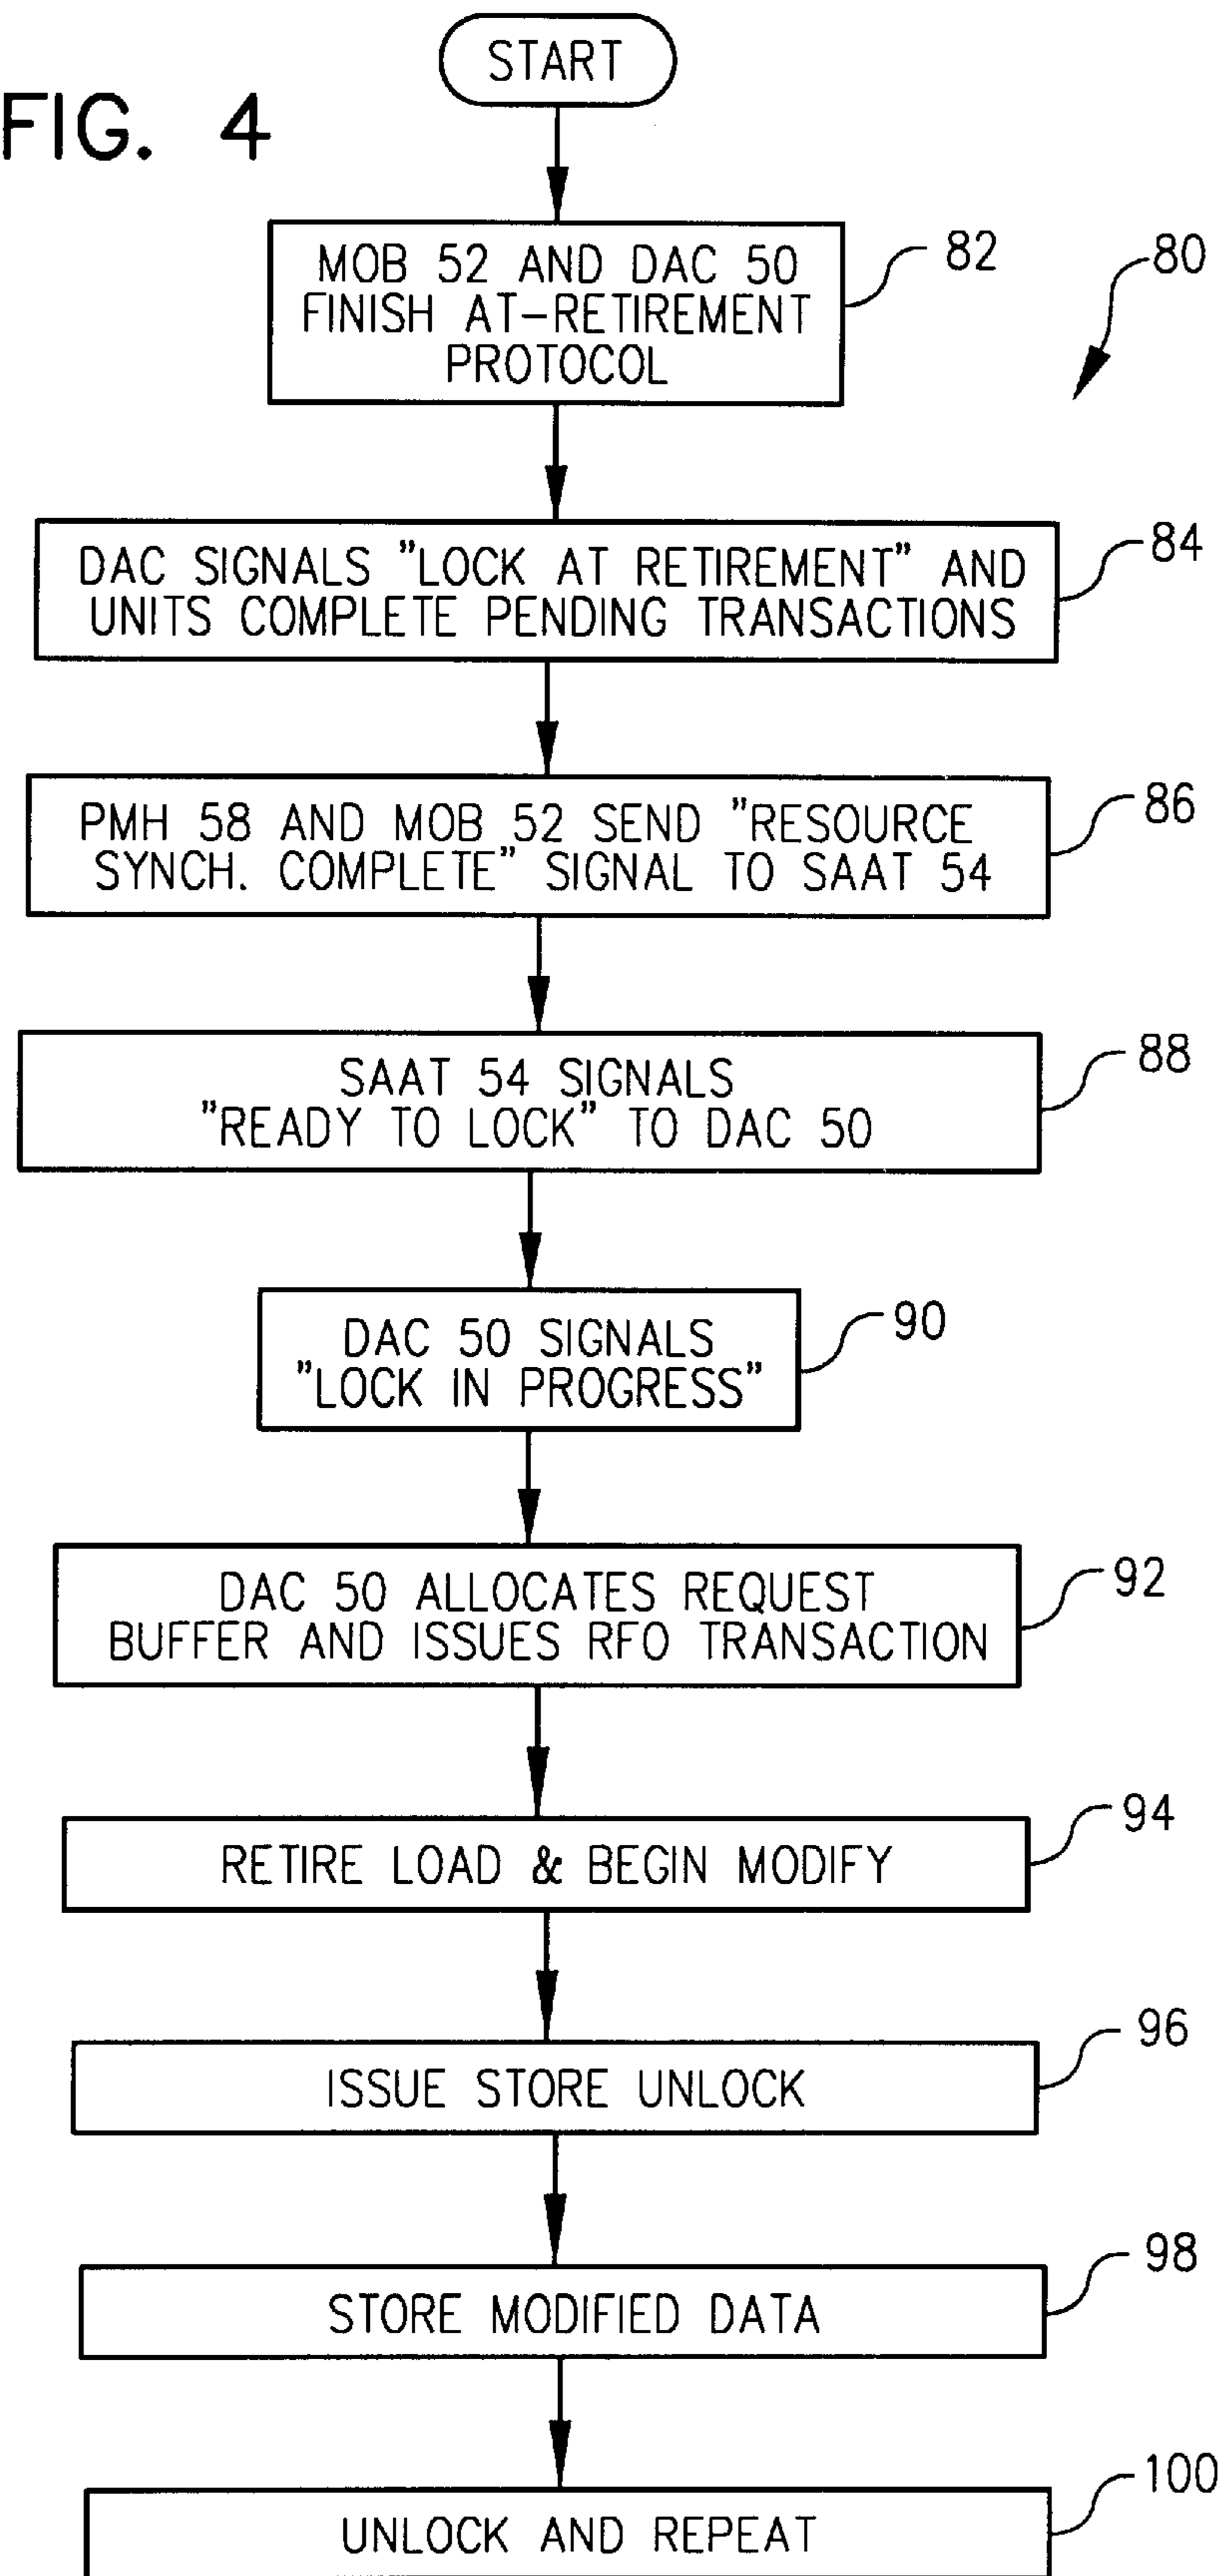 START
FIG. 4
MOB 52 AND DAC 50
FINISH AT-RETIREMENT
PROTOCOL
82
80
DAC SIGNALS "LOCK AT RETIREMENT" AND
UNITS COMPLETE PENDING TRANSACTIONS
84
PMH 58 AND MOB 52 SEND "RESOURCE
SYNCH. COMPLETE" SIGNAL TO SAAT 54
86
SAAT 54 SIGNALS
"READY TO LOCK" TO DAC 50
88
DAC 50 SIGNALS
"LOCK IN PROGRESS"
90
DAC 50 ALLOCATES REQUEST
BUFFER AND ISSUES RFO TRANSACTION
92
RETIRE LOAD & BEGIN MODIFY
94
ISSUE STORE UNLOCK
96
STORE MODIFIED DATA
98
UNLOCK AND REPEAT
100